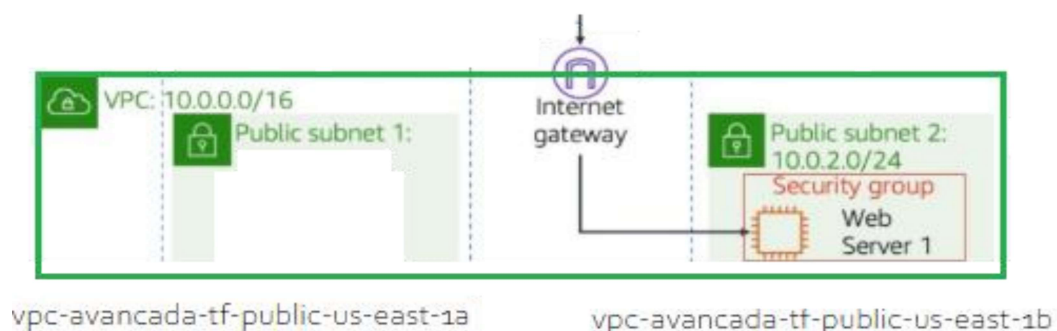 VPC: 10.0.0.0/16
Public subnet 1:
Internet
gateway
Public subnet 2:
10.0.2.0/24
Security group
Web
Server 1
vpc-avancada-tf-public-us-east-1a
vpc-avancada-tf-public-us-east-1b